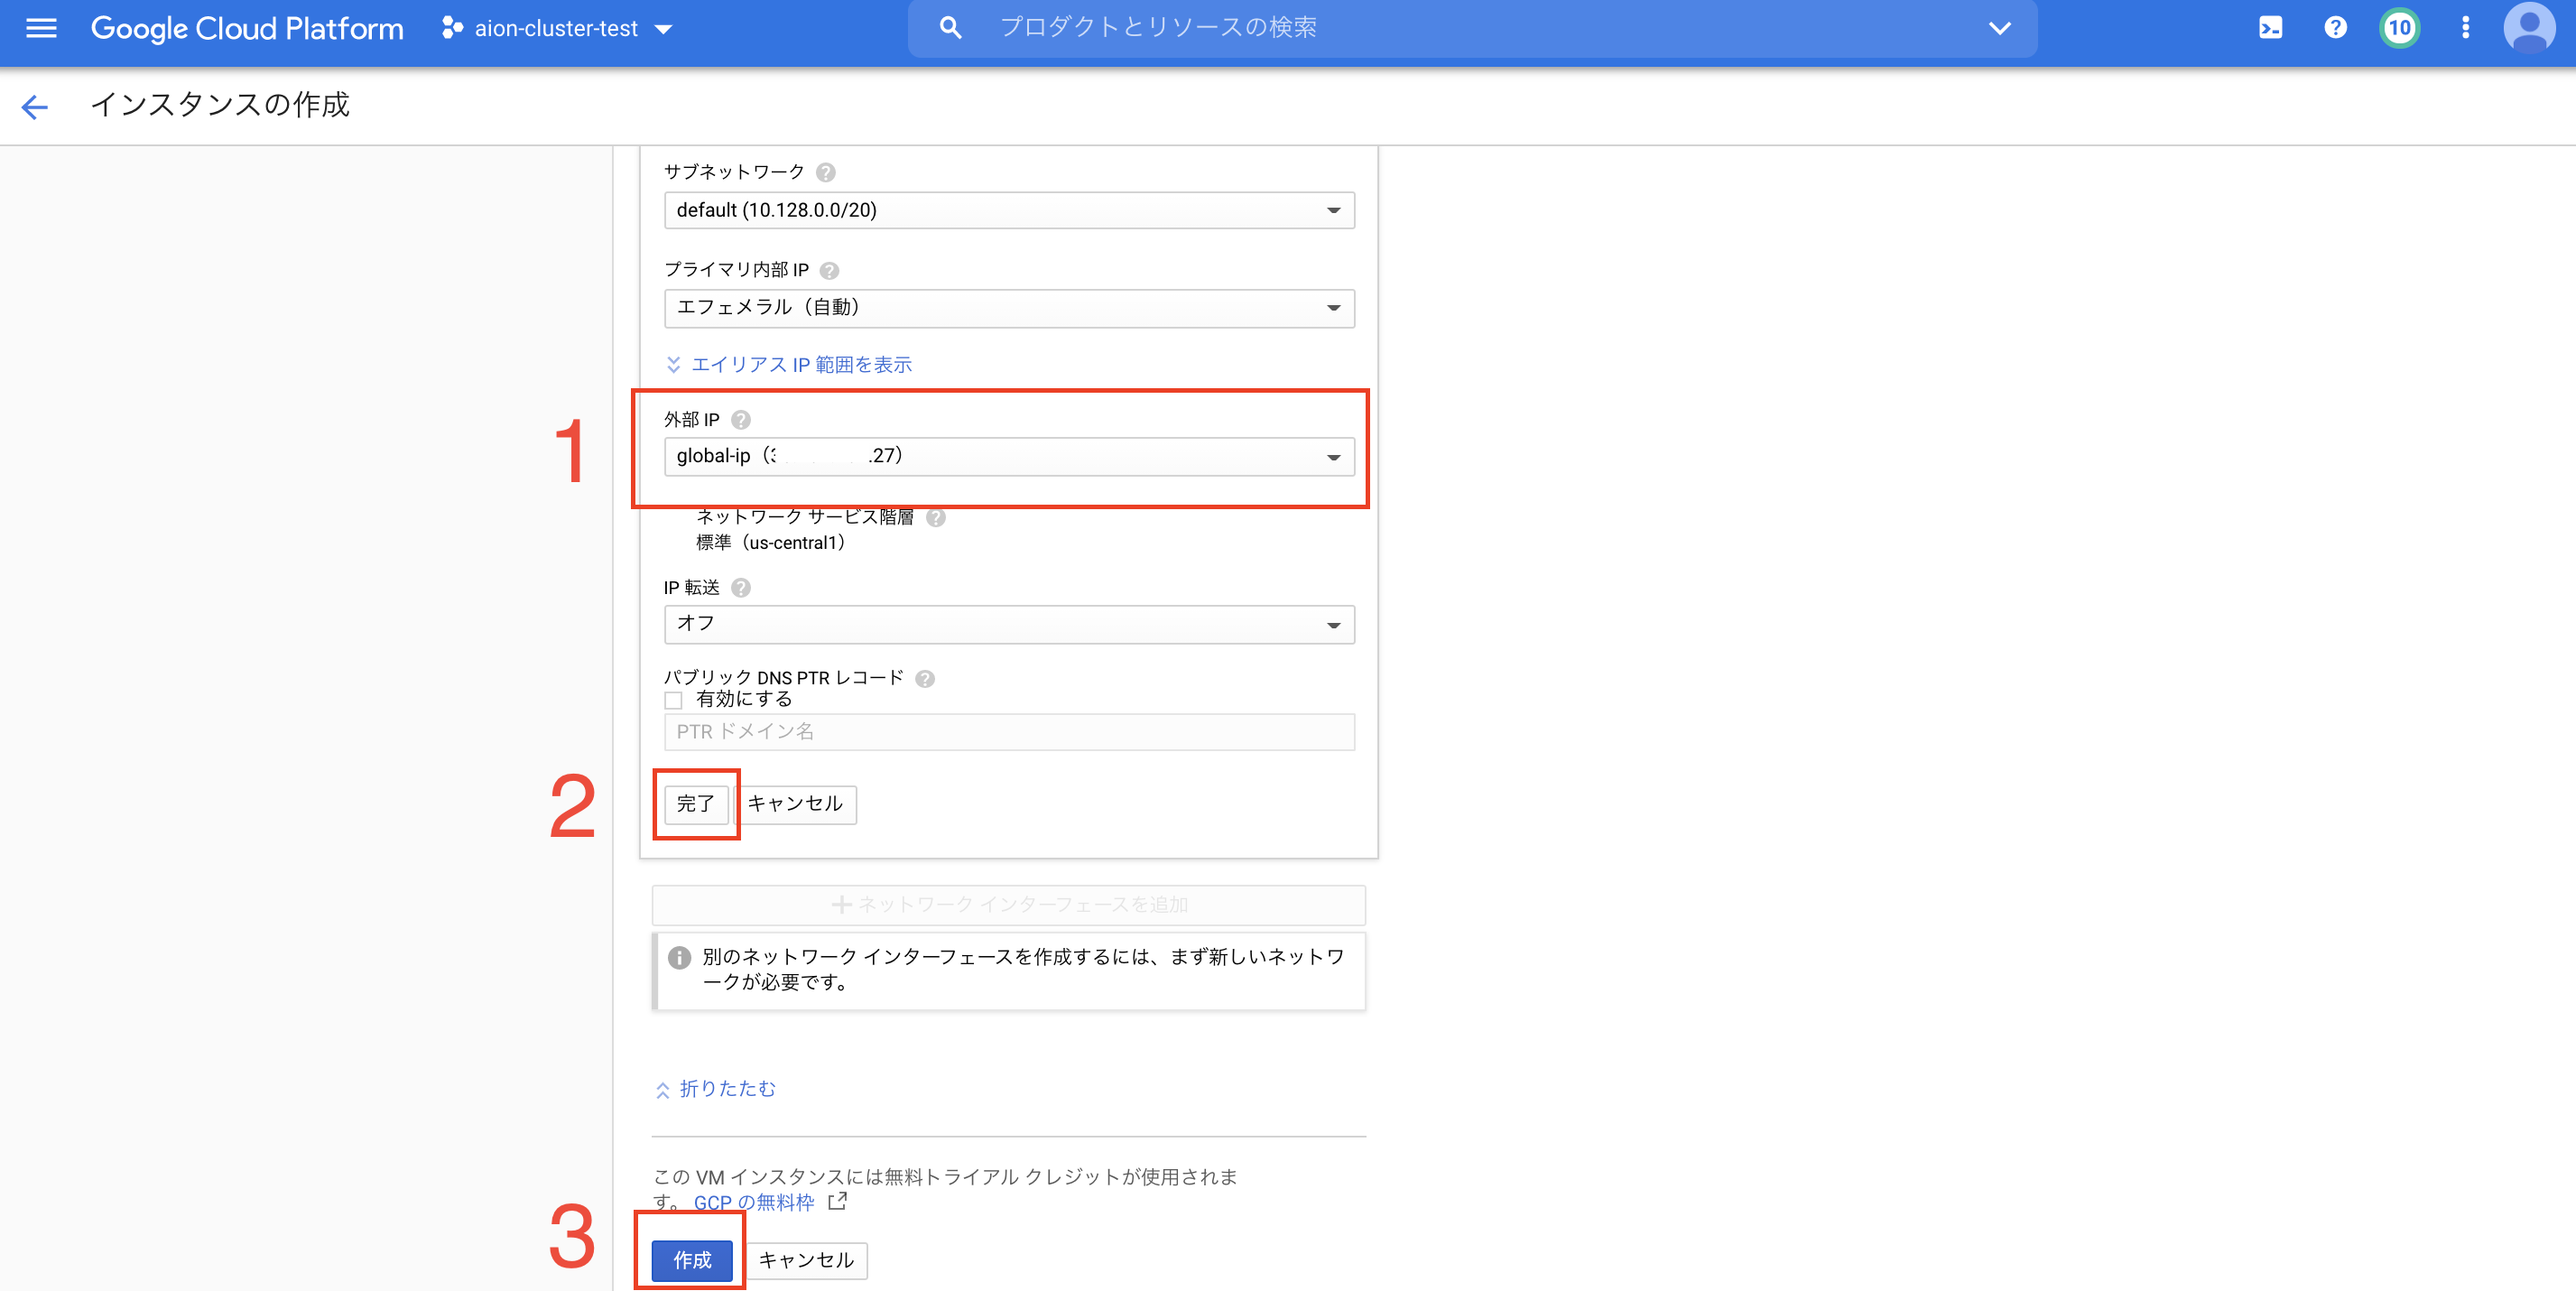 Google Cloud Platform
aion-cluster-test
プロダクトとリソースの検索
10
インスタンスの作成
サブネットワーク
default (10.128.0.0/20)
プライマリ内部 IP
エフェメラル（自動）
エイリアス IP 範囲を表示
1
外部 IP
global-ip（3 .27）
ネットワーク サービス階層
標準（us-central1）
IP 転送
オフ
パブリック DNS PTR レコード
有効にする
PTR ドメイン名
2
完了
キャンセル
ネットワーク インターフェースを追加
別のネットワーク インターフェースを作成するには、まず新しいネットワ
ークが必要です。
折りたたむ
この VM インスタンスには無料トライアル クレジットが使用されま
す。 GCP の無料枠
3
作成
キャンセル